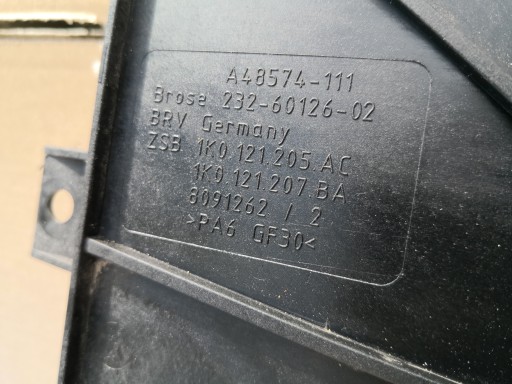 A48574-111
Brose 232-60126-02
BRV Germany
ZSB 1K0.121.205 AC
1K0.121.207 BA
8091262 / 2
>PA6 GF30<